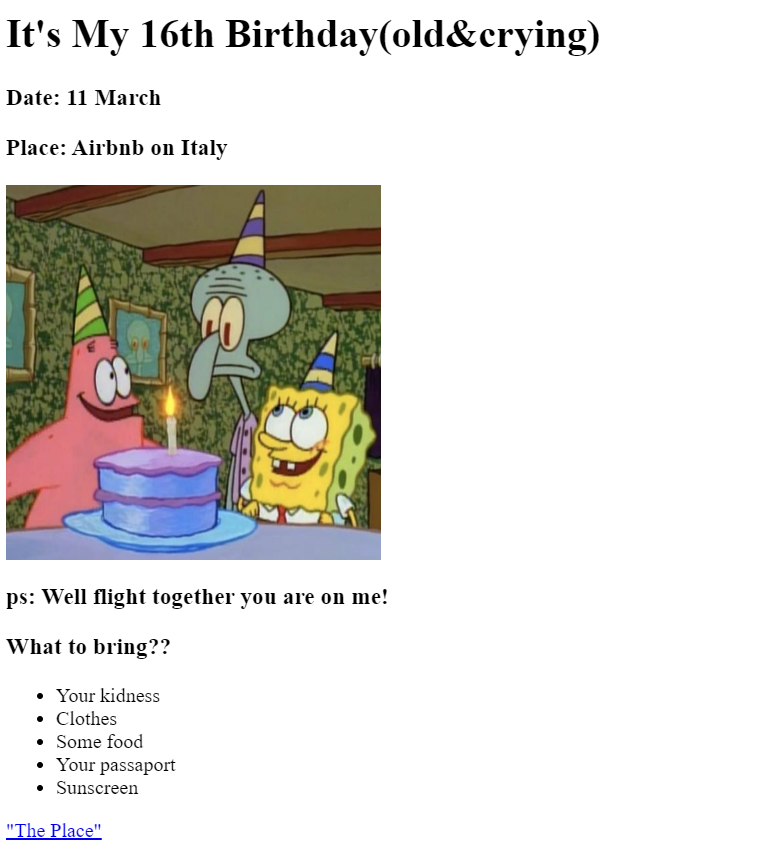 It's My 16th Birthday(old&crying)
Date: 11 March
Place: Airbnb on Italy
ps: Well flight together you are on me!
What to bring??
Your kidness
Clothes
Some food
Your passaport
Sunscreen
"The Place"